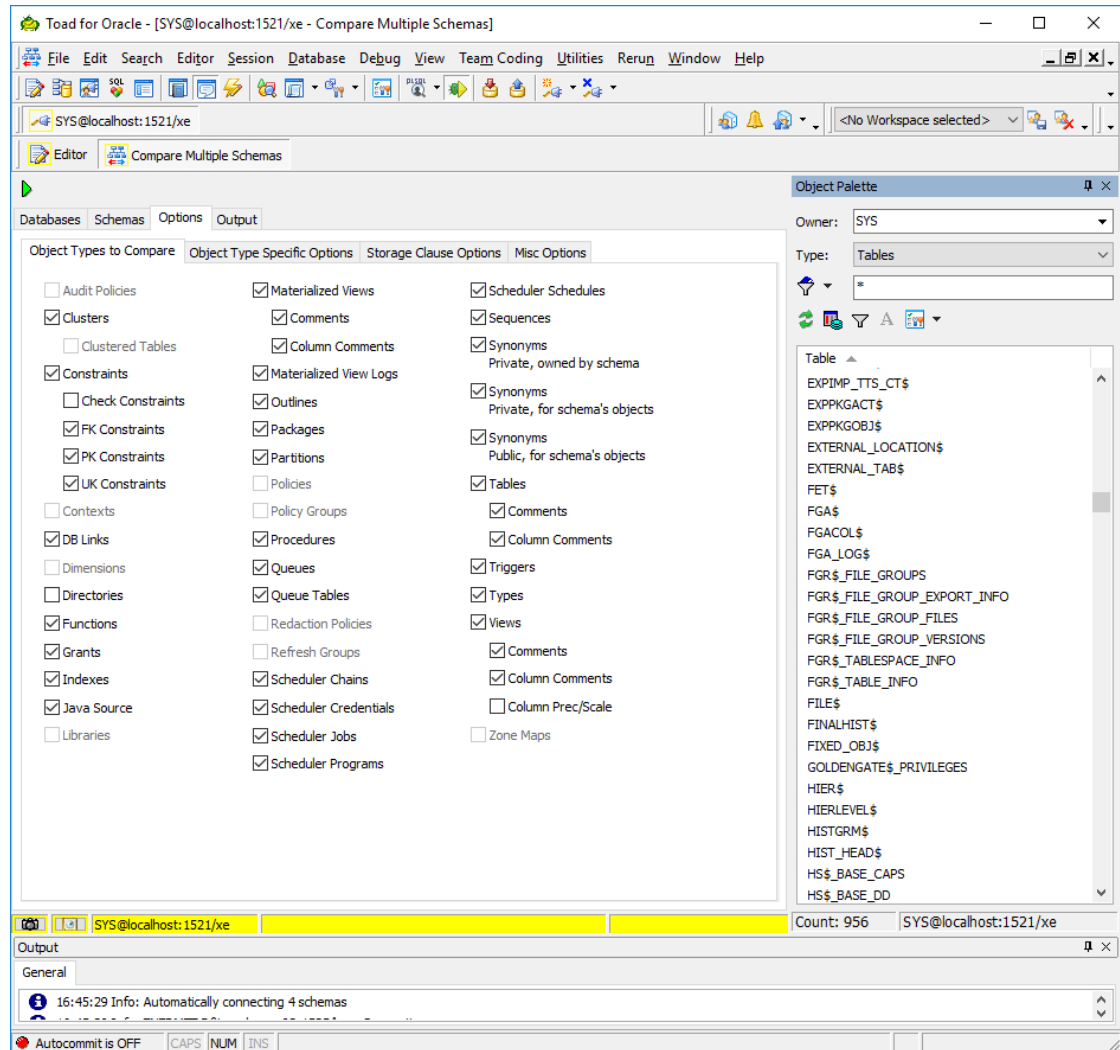 Toad for Oracle - [SYS@localhost:1521/xe - Compare Multiple Schemas]
File Edit Search Editor Session Database Debug View Team Coding Utilities Rerun Window Help
SQL
PLSQL
SYS@localhost:1521/xe
<No Workspace selected>
Editor Compare Multiple Schemas
Databases Schemas Options Output
Object Types to Compare Object Type Specific Options Storage Clause Options Misc Options
Audit Policies
Clusters
Clustered Tables
Constraints
Check Constraints
FK Constraints
PK Constraints
UK Constraints
Contexts
DB Links
Dimensions
Directories
Functions
Grants
Indexes
Java Source
Libraries
Materialized Views
Comments
Column Comments
Materialized View Logs
Outlines
Packages
Partitions
Policies
Policy Groups
Procedures
Queues
Queue Tables
Redaction Policies
Refresh Groups
Scheduler Chains
Scheduler Credentials
Scheduler Jobs
Scheduler Programs
Scheduler Schedules
Sequences
Synonyms
Private, owned by schema
Synonyms
Private, for schema's objects
Synonyms
Public, for schema's objects
Tables
Comments
Column Comments
Triggers
Types
Views
Comments
Column Comments
Column Prec/Scale
Zone Maps
Object Palette
Owner: SYS
Type: Tables
*
A
Table
EXPIMP_TTS_CT$
EXPPKGACT$
EXPPKGOBJ$
EXTERNAL_LOCATION$
EXTERNAL_TAB$
FET$
FGA$
FGACOL$
FGA_LOG$
FGR$_FILE_GROUPS
FGR$_FILE_GROUP_EXPORT_INFO
FGR$_FILE_GROUP_FILES
FGR$_FILE_GROUP_VERSIONS
FGR$_TABLESPACE_INFO
FGR$_TABLE_INFO
FILE$
FINALHIST$
FIXED_OBJ$
GOLDENGATE$_PRIVILEGES
HIER$
HIERLEVEL$
HISTGRM$
HIST_HEAD$
HS$_BASE_CAPS
HS$_BASE_DD
SYS@localhost:1521/xe
Count: 956 SYS@localhost:1521/xe
Output
General
16:45:29 Info: Automatically connecting 4 schemas
Autocommit is OFF CAPS NUM INS